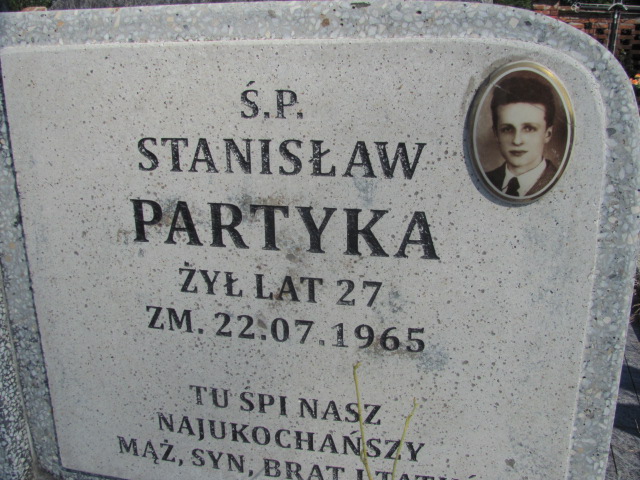 Ś.P.
STANISŁAW
PARTYKA
ŻYŁ LAT 27
ZM. 22.07.1965
TU ŚPI NASZ
NAJUKOCHAŃSZY
MĄŻ, SYN, BRAT I